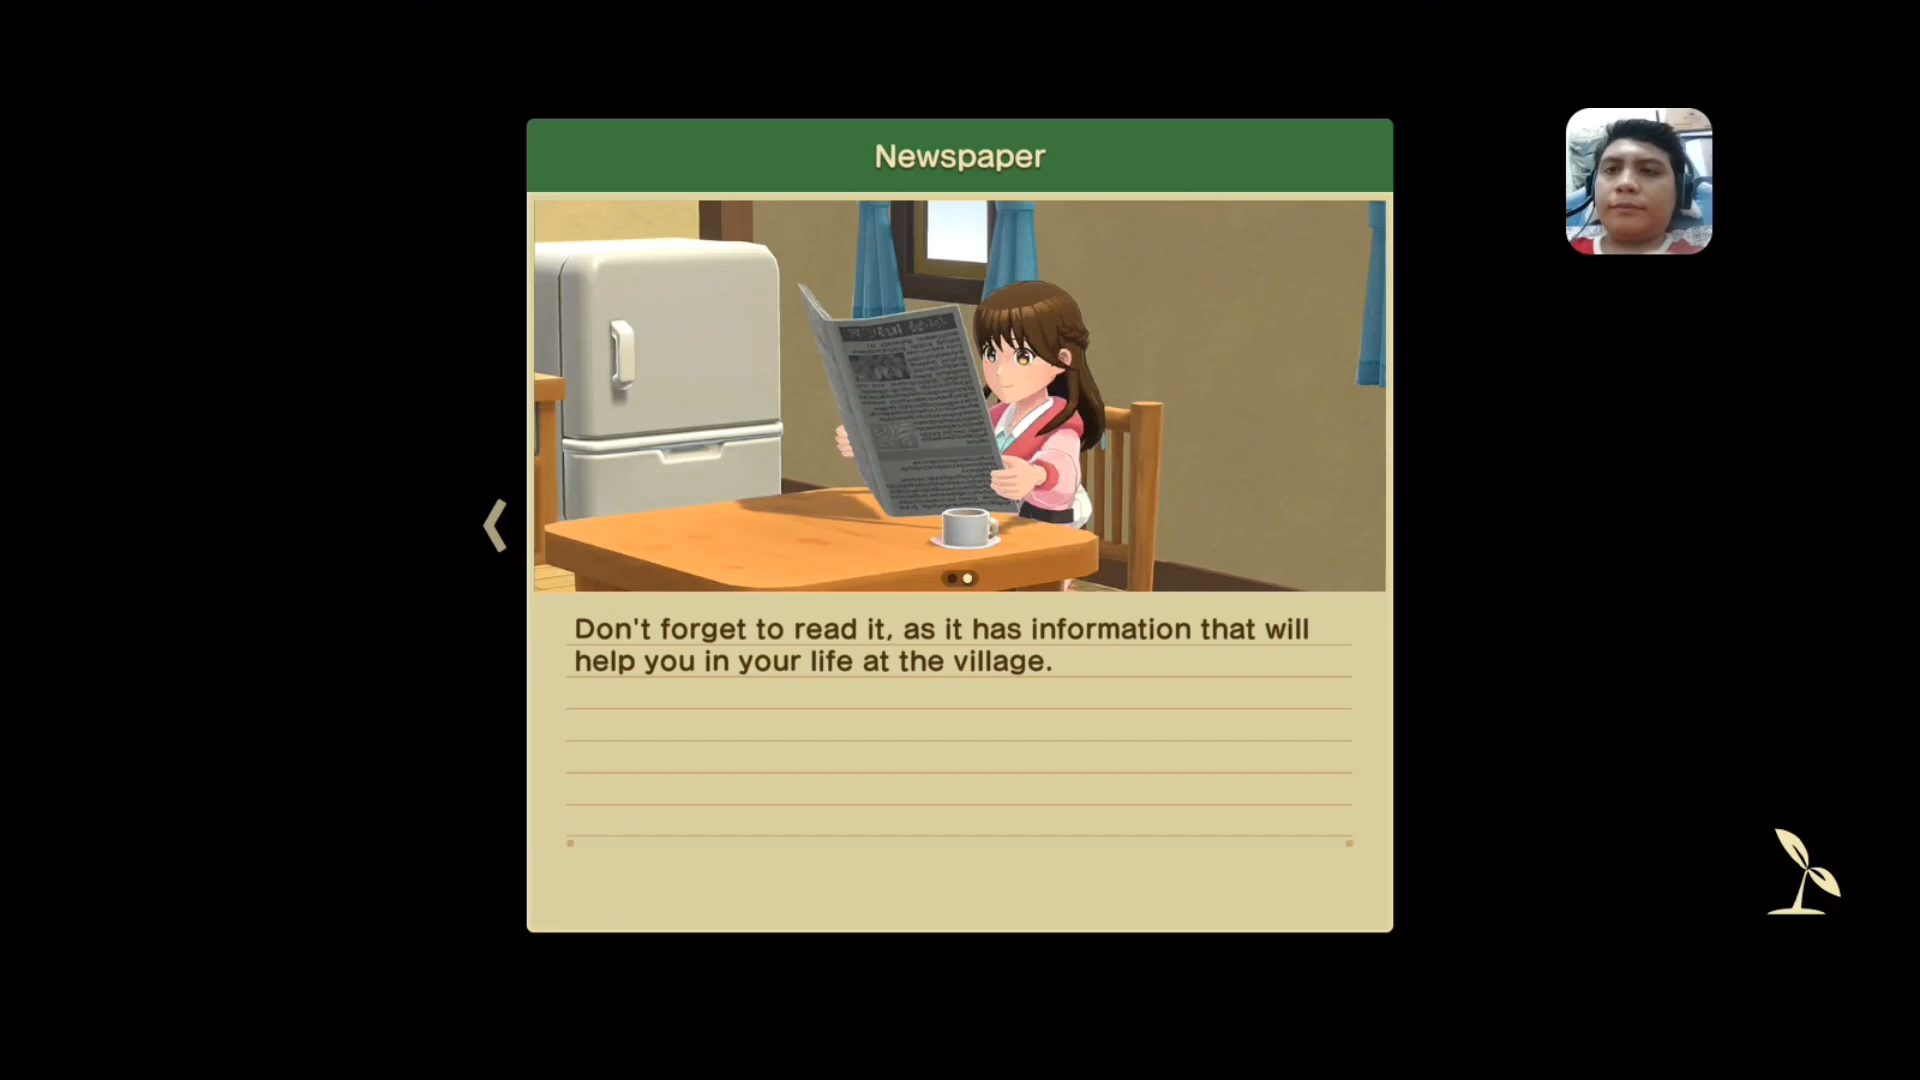 Newspaper
Don't forget to read it, as it has information that will
help you in your life at the village.